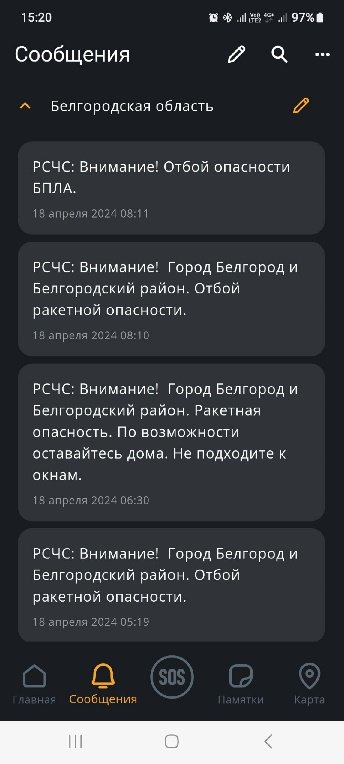 15:20
97%
Сообщения
Белгородская область
РСЧС: Внимание! Отбой опасности
БПЛА.
18 апреля 2024 08:11
РСЧС: Внимание!  Город Белгород и
Белгородский район. Отбой
ракетной опасности.
18 апреля 2024 08:10
РСЧС: Внимание!  Город Белгород и
Белгородский район. Ракетная
опасность. По возможности
оставайтесь дома. Не подходите к
окнам.
18 апреля 2024 06:30
РСЧС: Внимание!  Город Белгород и
Белгородский район. Отбой
ракетной опасности.
18 апреля 2024 05:19
SOS
Главная Сообщения Памятки Карта